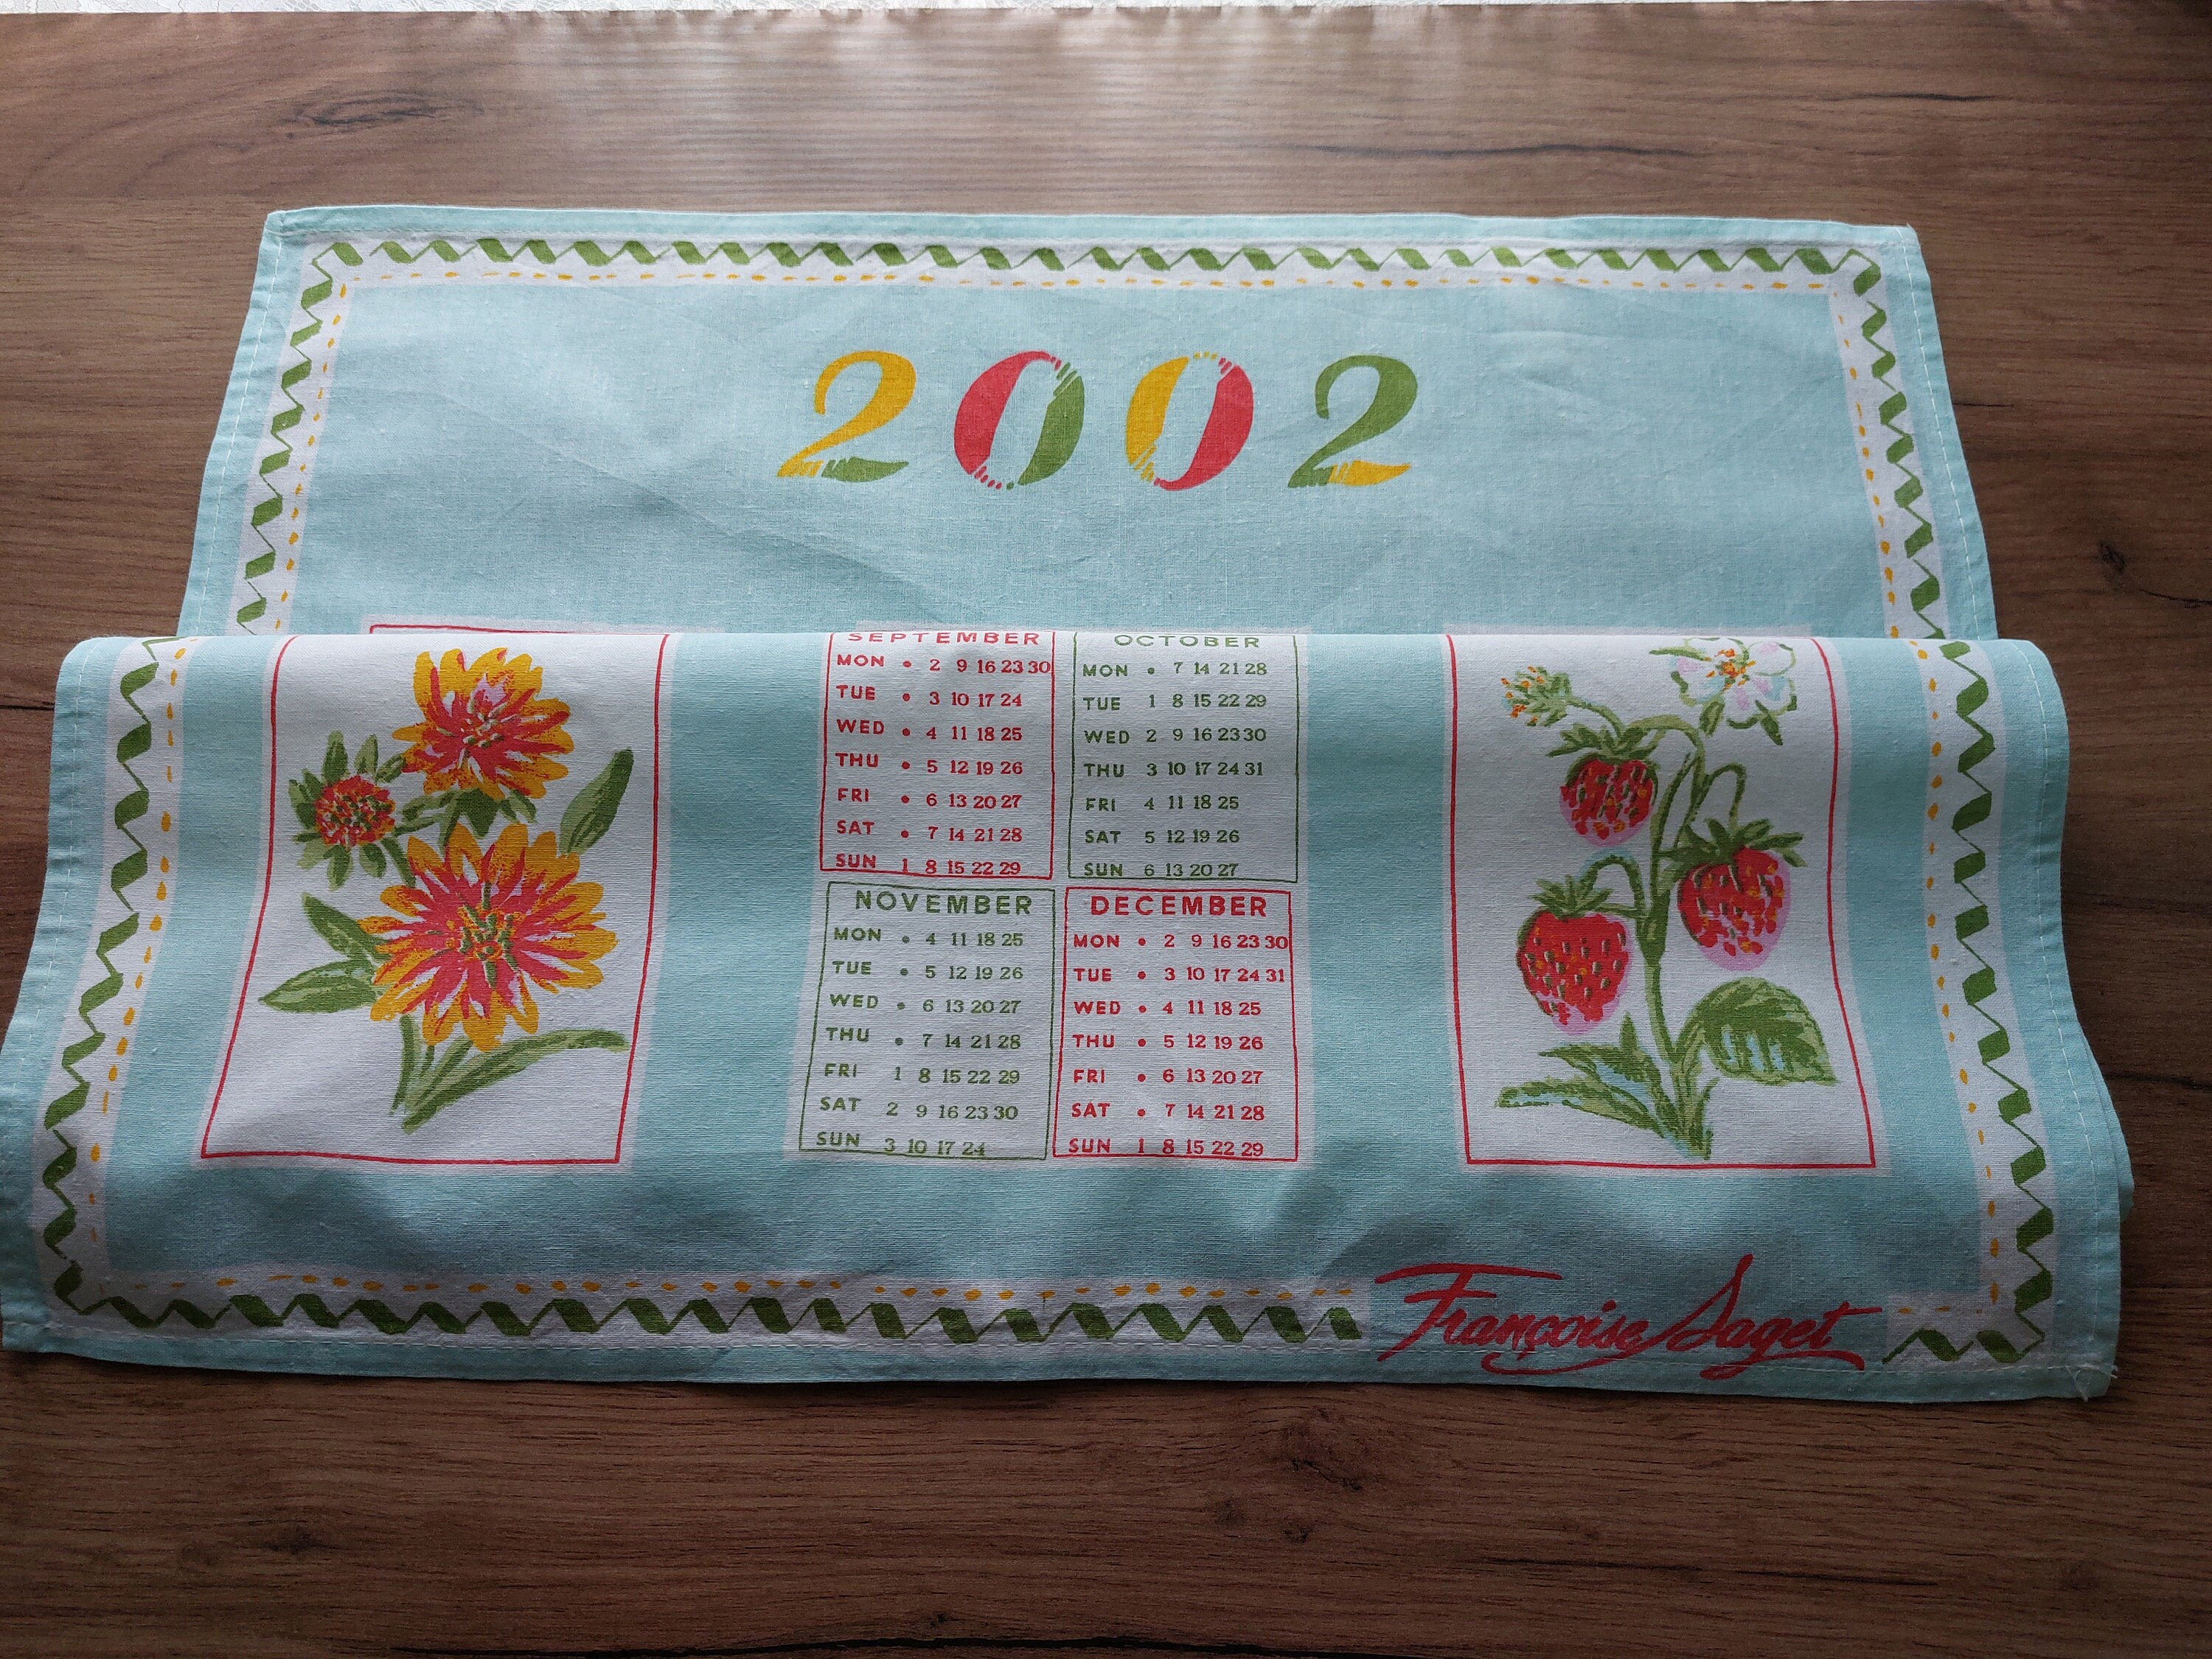 2002
SEPTEMBER
MON • 2 9 16 23 30
TUE • 3 10 17 24
WED • 4 11 18 25
THU • 5 12 19 26
FRI • 6 13 20 27
SAT • 7 14 21 28
SUN 1 8 15 22 29
OCTOBER
MON • 7 14 21 28
TUE 1 8 15 22 29
WED 2 9 16 23 30
THU 3 10 17 24 31
FRI 4 11 18 25
SAT 5 12 19 26
SUN 6 13 20 27
NOVEMBER
MON • 4 11 18 25
TUE • 5 12 19 26
WED • 6 13 20 27
THU • 7 14 21 28
FRI 1 8 15 22 29
SAT 2 9 16 23 30
SUN 3 10 17 24
DECEMBER
MON • 2 9 16 23 30
TUE • 3 10 17 24 31
WED • 4 11 18 25
THU • 5 12 19 26
FRI • 6 13 20 27
SAT • 7 14 21 28
SUN 1 8 15 22 29
Françoise Saget